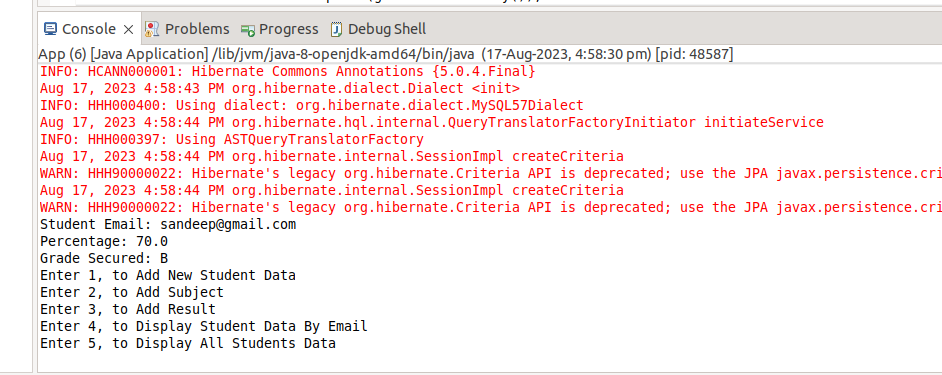 Console Problems Progress Debug Shell
App (6) [Java Application] /lib/jvm/java-8-openjdk-amd64/bin/java (17-Aug-2023, 4:58:30 pm) [pid: 48587]
INFO: HCANN000001: Hibernate Commons Annotations {5.0.4.Final}
Aug 17, 2023 4:58:43 PM org.hibernate.dialect.Dialect <init>
INFO: HHH000400: Using dialect: org.hibernate.dialect.MySQL57Dialect
Aug 17, 2023 4:58:44 PM org.hibernate.hql.internal.QueryTranslatorFactoryInitiator initiateService
INFO: HHH000397: Using ASTQueryTranslatorFactory
Aug 17, 2023 4:58:44 PM org.hibernate.internal.SessionImpl createCriteria
WARN: HHH90000022: Hibernate's legacy org.hibernate.Criteria API is deprecated; use the JPA javax.persistence.cri
Aug 17, 2023 4:58:44 PM org.hibernate.internal.SessionImpl createCriteria
WARN: HHH90000022: Hibernate's legacy org.hibernate.Criteria API is deprecated; use the JPA javax.persistence.cri
Student Email: sandeep@gmail.com
Percentage: 70.0
Grade Secured: B
Enter 1, to Add New Student Data
Enter 2, to Add Subject
Enter 3, to Add Result
Enter 4, to Display Student Data By Email
Enter 5, to Display All Students Data